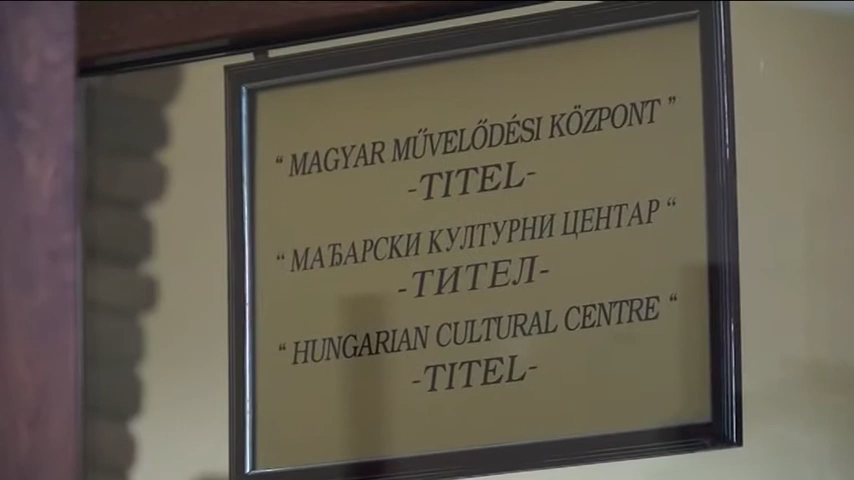 " MAGYAR MŰVELŐDÉSI KÖZPONT "
-TITEL-
" МАЂАРСКИ КУЛТУРНИ ЦЕНТАР "
-ТИТЕЛ-
" HUNGARIAN CULTURAL CENTRE "
-TITEL-